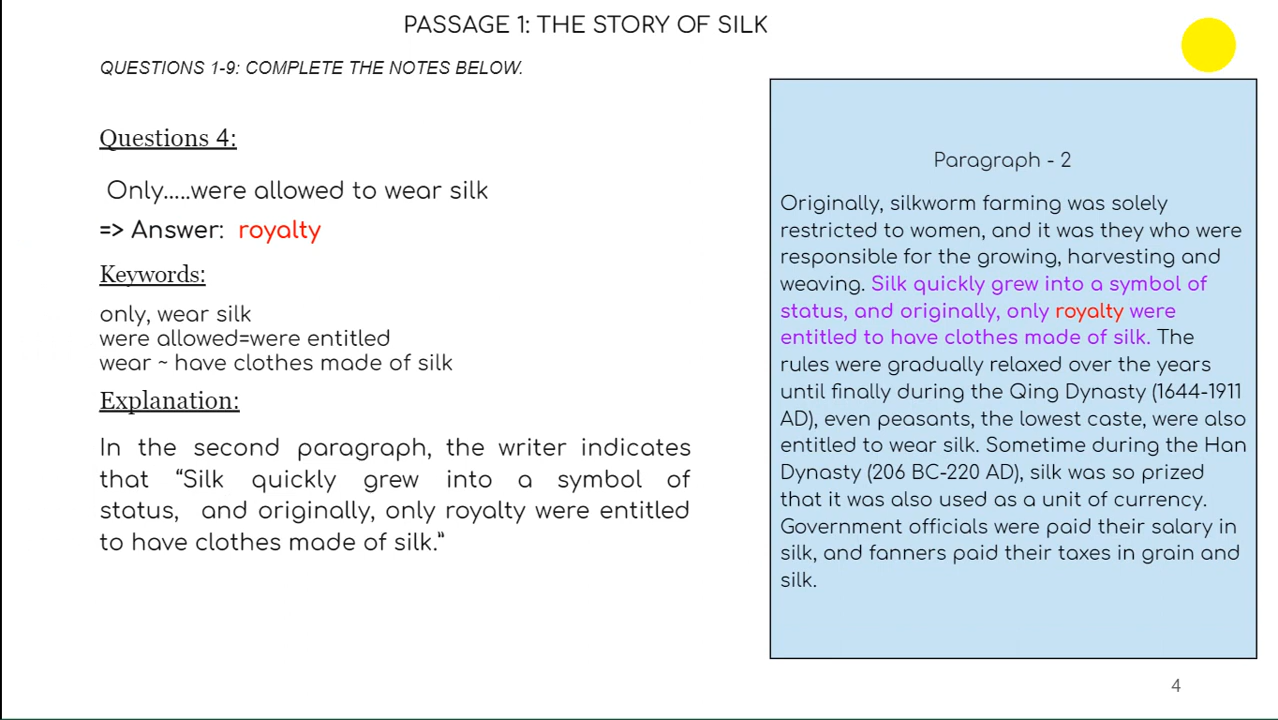 PASSAGE 1: THE STORY OF SILK
QUESTIONS 1-9: COMPLETE THE NOTES BELOW.
Questions 4:
Only.....were allowed to wear silk
=> Answer: royalty
Keywords:
only, wear silk
were allowed=were entitled
wear ~ have clothes made of silk
Explanation:
In the second paragraph, the writer indicates
that “Silk quickly grew into a symbol of
status, and originally, only royalty were entitled
to have clothes made of silk.”
Paragraph - 2
Originally, silkworm farming was solely
restricted to women, and it was they who were
responsible for the growing, harvesting and
weaving. Silk quickly grew into a symbol of
status, and originally, only royalty were
entitled to have clothes made of silk. The
rules were gradually relaxed over the years
until finally during the Qing Dynasty (1644-1911
AD), even peasants, the lowest caste, were also
entitled to wear silk. Sometime during the Han
Dynasty (206 BC-220 AD), silk was so prized
that it was also used as a unit of currency.
Government officials were paid their salary in
silk, and fanners paid their taxes in grain and
silk.
4